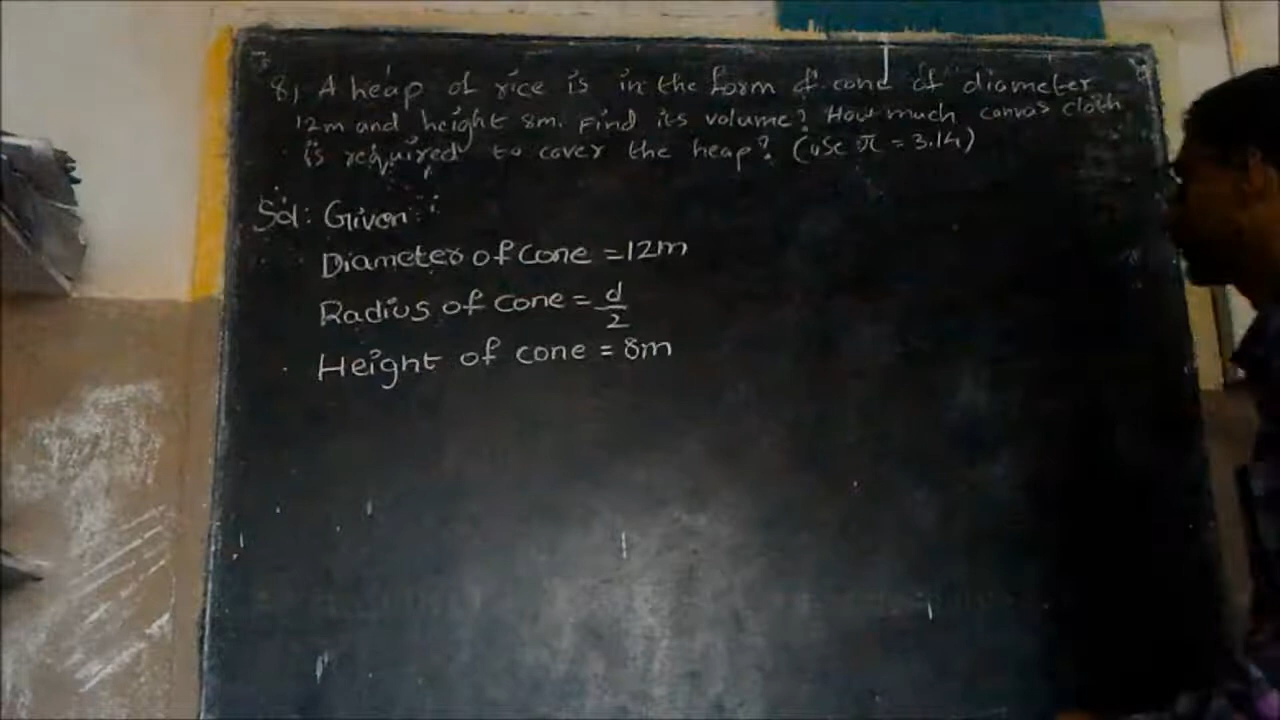 8, A heap of rice is in the form of cone of diameter
12m and height 8m. Find its volume? How much canvas cloth
is required to cover the heap? (use π = 3.14)
Sol: Given :
Diameter of cone = 12m
Radius of cone = d/2
Height of cone = 8m